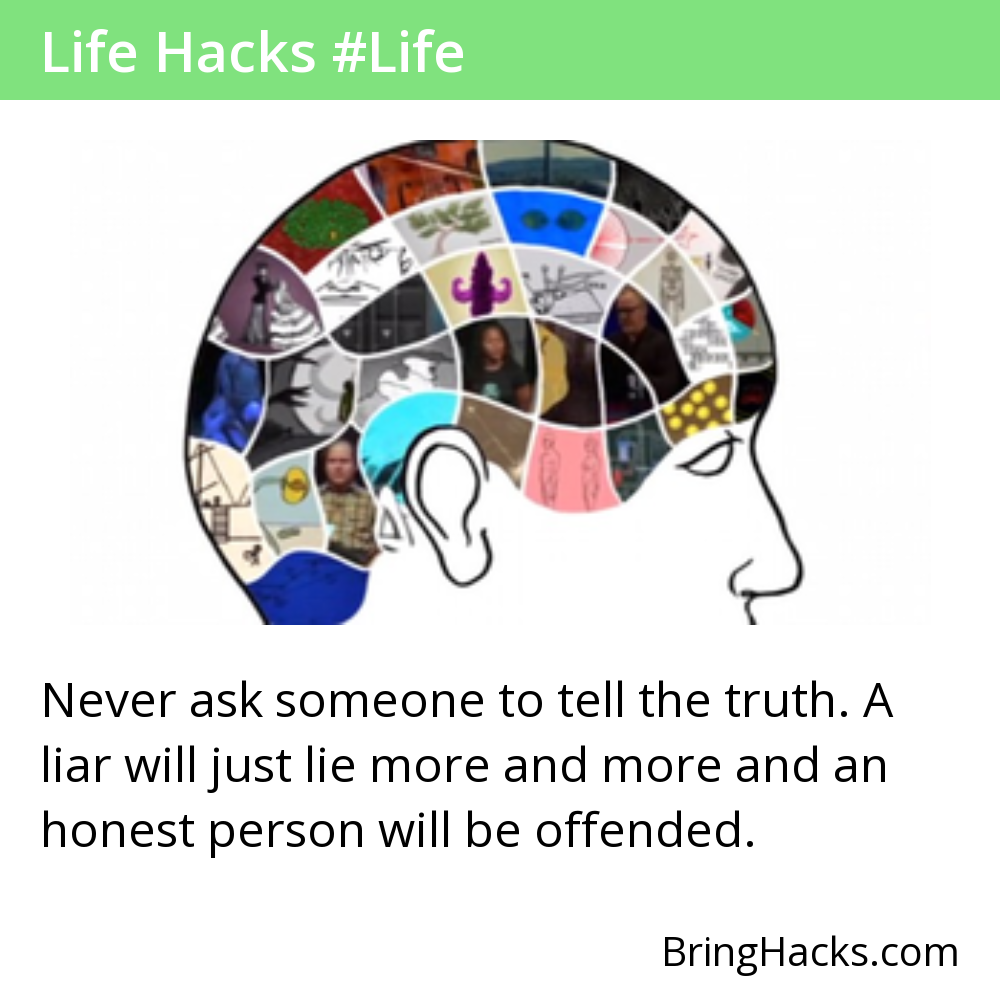 Life Hacks #Life
Never ask someone to tell the truth. A
liar will just lie more and more and an
honest person will be offended.
BringHacks.com